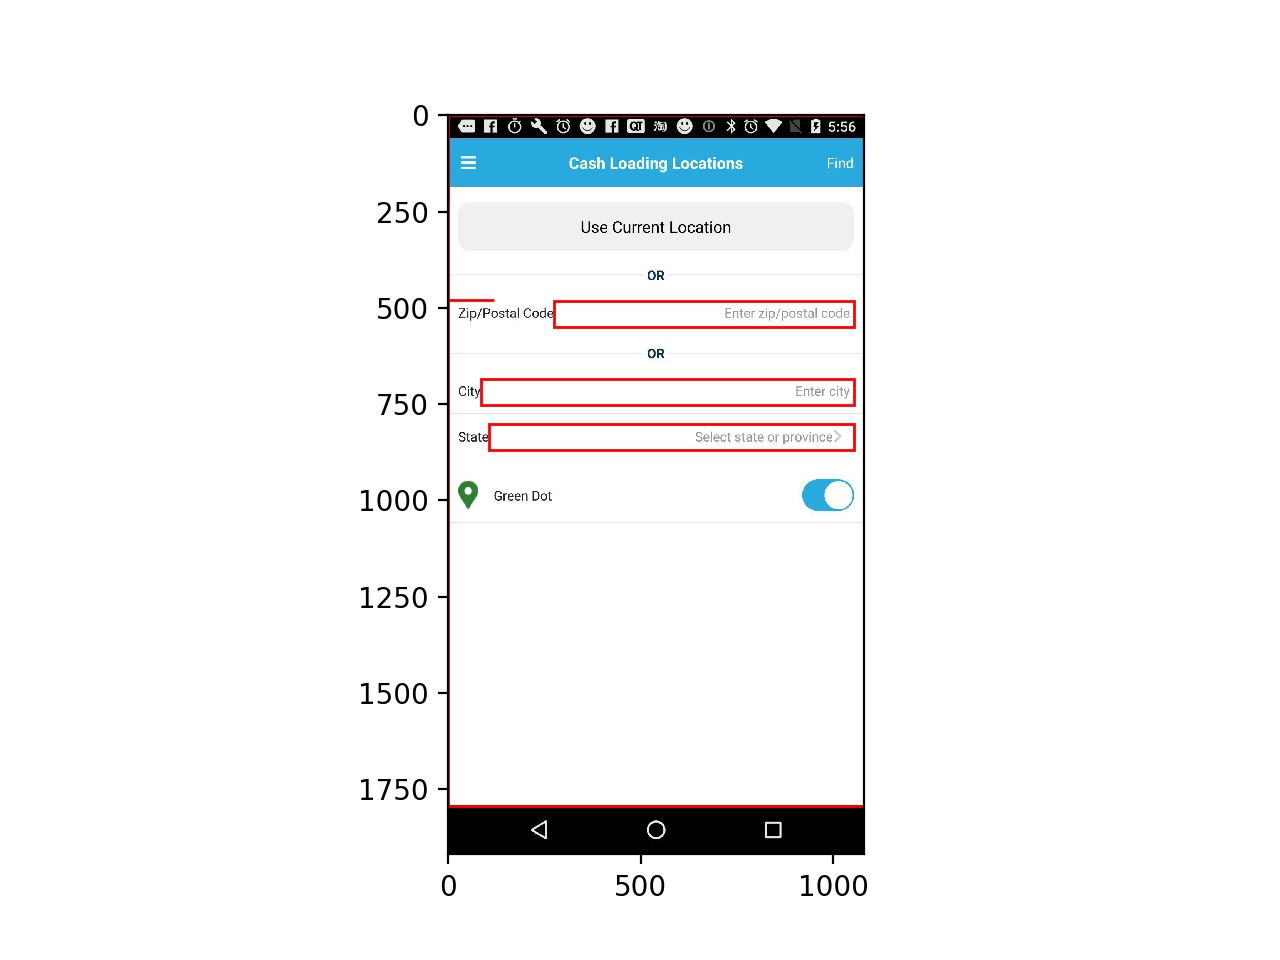 5:56
Cash Loading Locations
Find
Use Current Location
OR
Zip/Postal Code Enter zip/postal code
OR
City Enter city
State Select state or province
Green Dot
0
250
500
750
1000
1250
1500
1750
0 500 1000